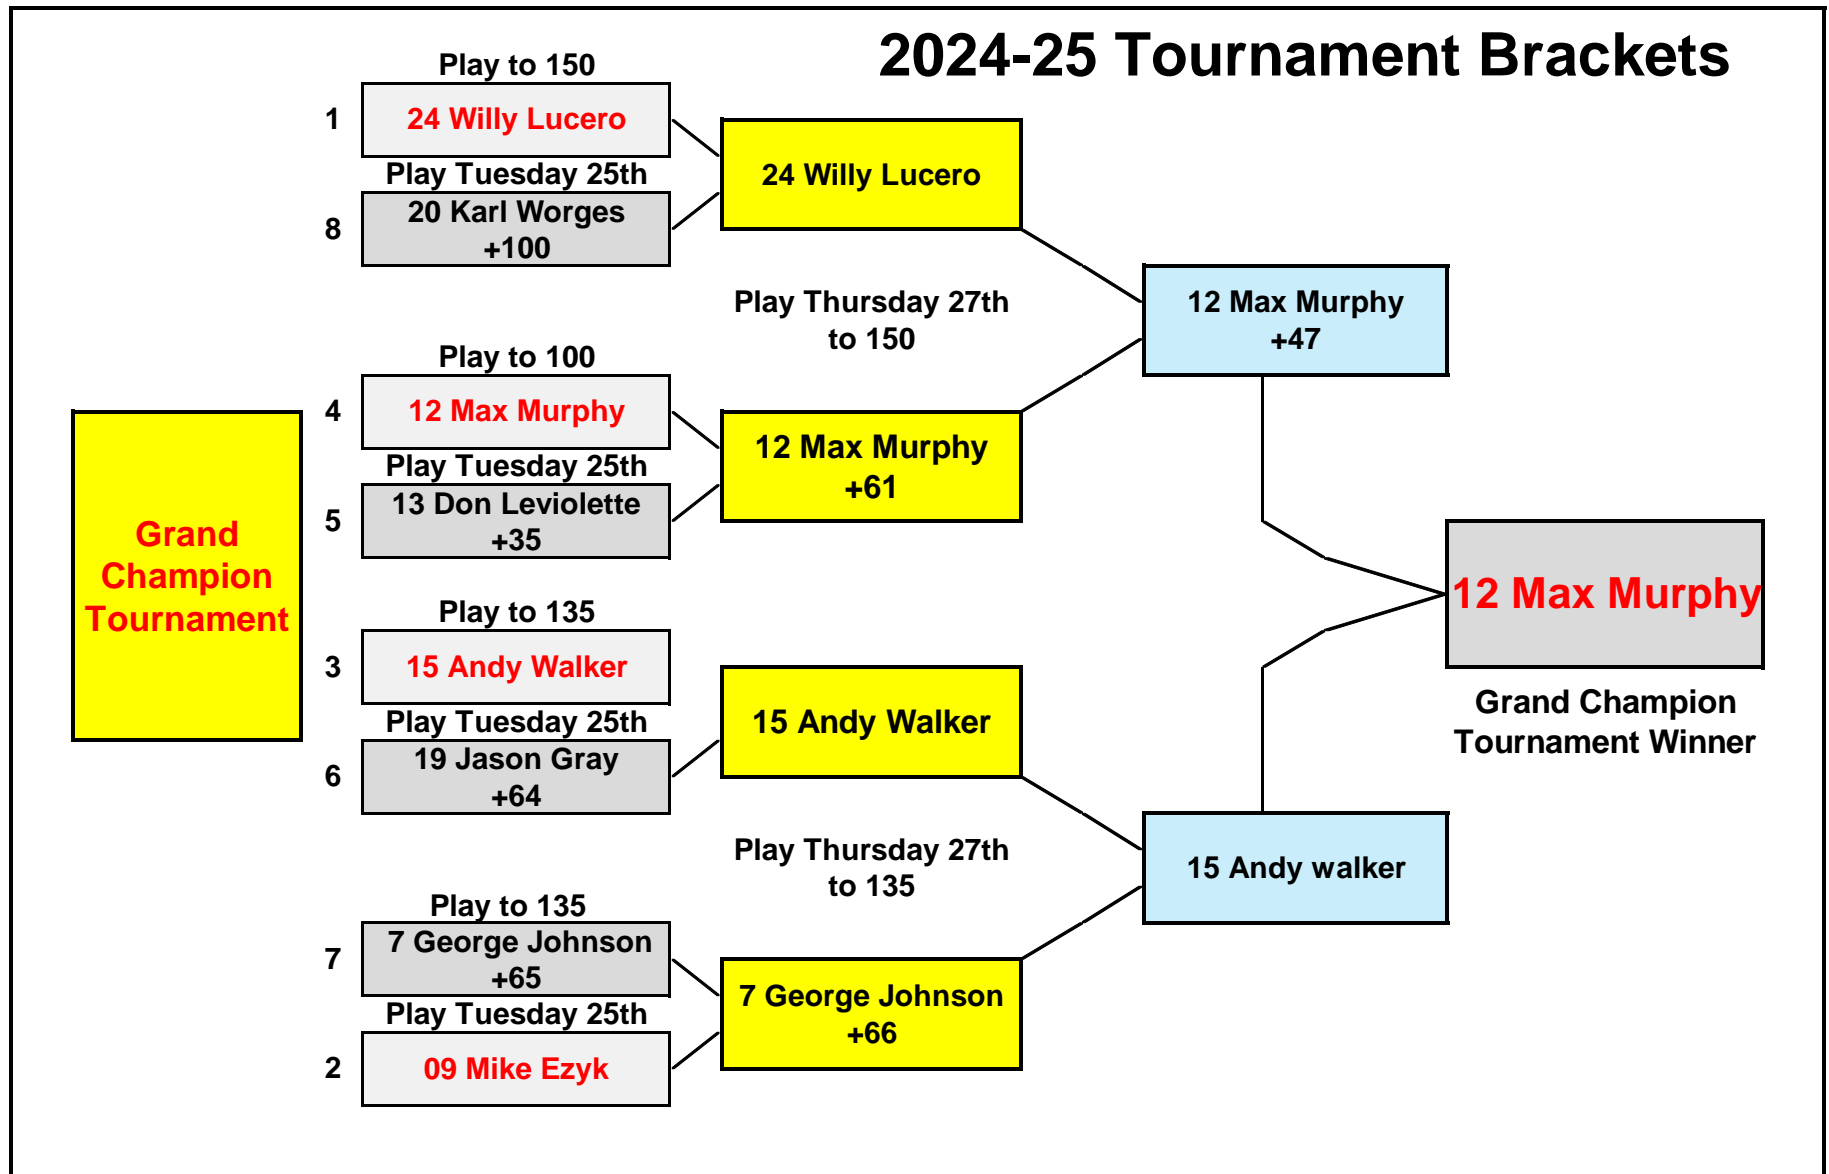 2024-25 Tournament Brackets
Play to 150
1
24 Willy Lucero
Play Tuesday 25th
8
20 Karl Worges
+100
24 Willy Lucero
Play Thursday 27th
to 150
12 Max Murphy
+47
Play to 100
4
12 Max Murphy
Play Tuesday 25th
5
13 Don Leviolette
+35
12 Max Murphy
+61
Grand
Champion
Tournament
12 Max Murphy
Grand Champion
Tournament Winner
Play to 135
3
15 Andy Walker
Play Tuesday 25th
6
19 Jason Gray
+64
15 Andy Walker
Play Thursday 27th
to 135
15 Andy walker
Play to 135
7
7 George Johnson
+65
Play Tuesday 25th
2
09 Mike Ezyk
7 George Johnson
+66